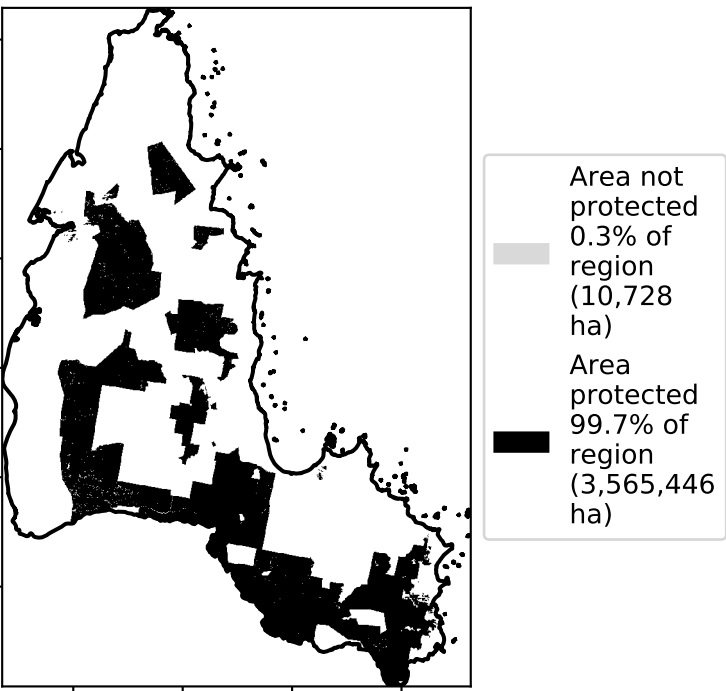 Area not
protected
0.3% of
region
(10,728
ha)
Area
protected
99.7% of
region
(3,565,446
ha)